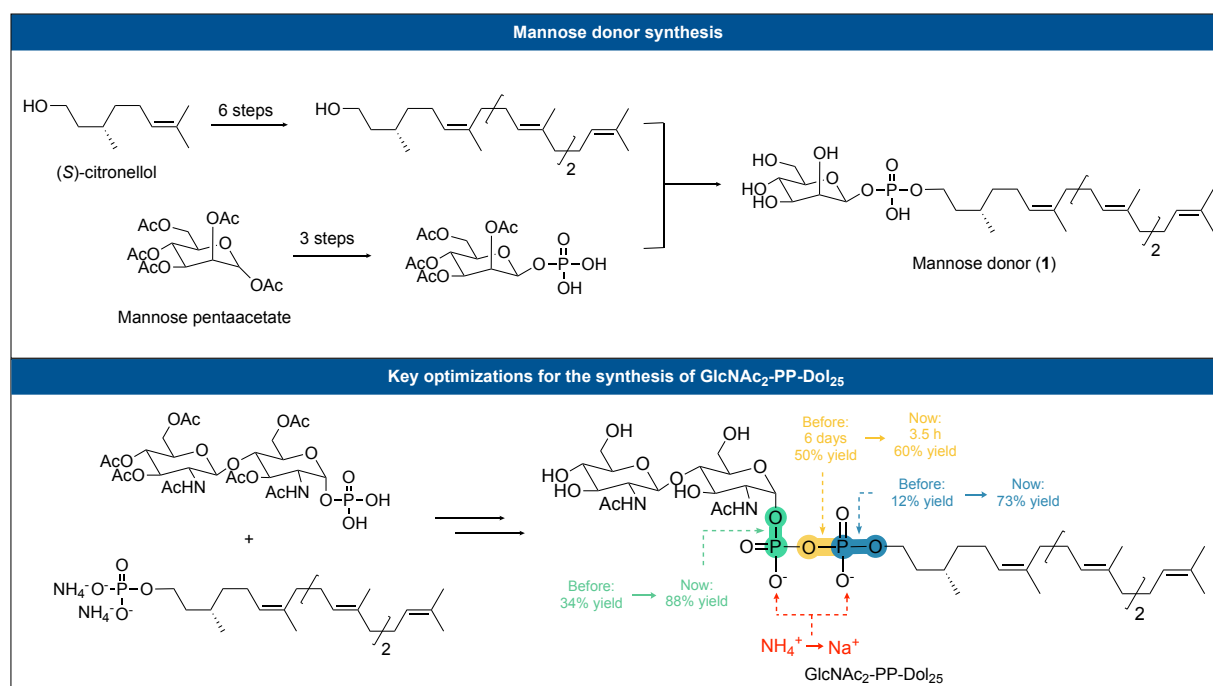 Mannose donor synthesis
HO
6 steps
HO
2
(S)-citronellol
AcO
OAc
AcO
AcO
OAc
Mannose pentaacetate
3 steps
AcO
OAc
AcO
AcO
O
O
P
OH
OH
HO
OH
HO
HO
O
O
O
P
O
OH
2
Mannose donor (1)
Key optimizations for the synthesis of GlcNAc₂-PP-Dol₂₅
OAc
OAc
AcO
AcO
AcHN
O
O
O
AcO
AcHN
O
O
P
OH
OH
+
O
NH₄⁻O⁻
P
O
NH₄⁻O⁻
2
OH
OH
HO
HO
AcHN
O
O
O
HO
AcHN
O
O
O
P
O
P
O
O⁻
O⁻
2
Before:
6 days
50% yield
Now:
3.5 h
60% yield
Before:
12% yield
Now:
73% yield
Before:
34% yield
Now:
88% yield
NH₄⁺
Na⁺
GlcNAc₂-PP-Dol₂₅